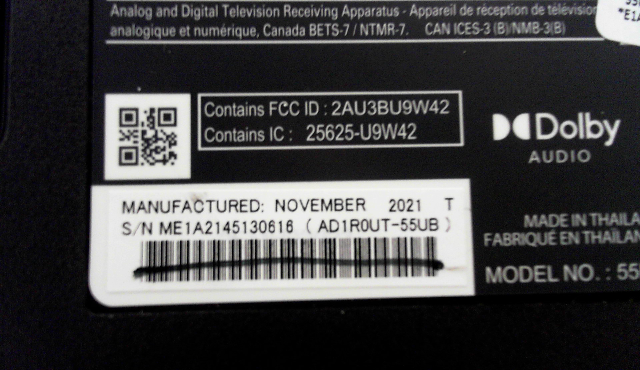 Analog and Digital Television Receiving Apparatus - Appareil de réception de télévision
analogique et numérique, Canada BETS-7 / NTMR-7. CAN ICES-3 (B)/NMB-3(B)
*E1A
Contains FCC ID : 2AU3BU9W42
Contains IC : 25625-U9W42
Dolby
AUDIO
MANUFACTURED: NOVEMBER 2021 T
S/N ME1A2145130616 ( AD1R0UT-55UB )
MADE IN THAILA
FABRIQUÉ EN THAÏLAN
MODEL NO. : 55